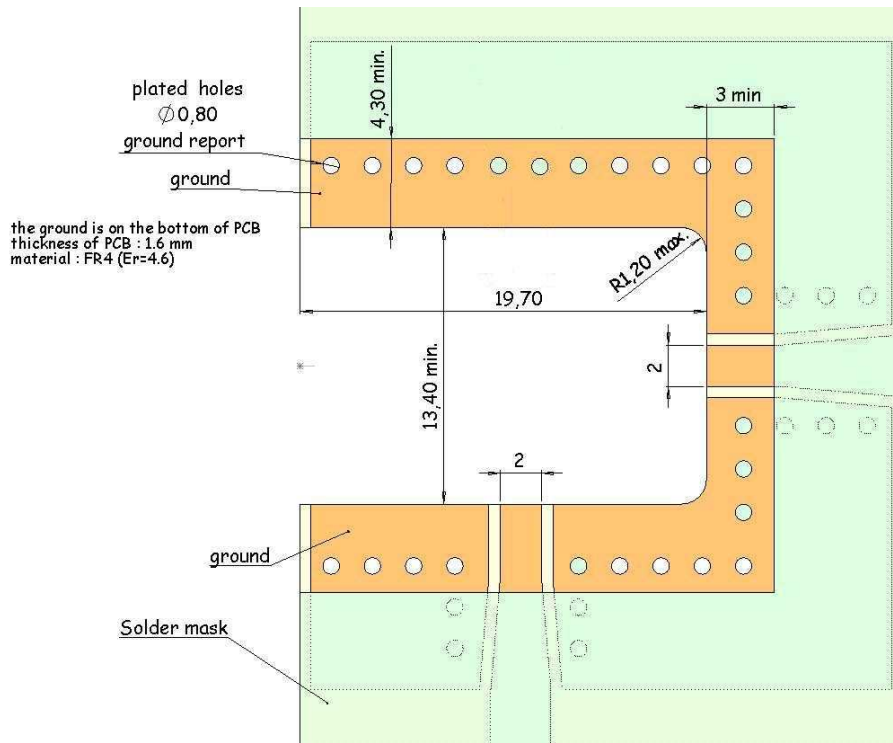 plated holes
∅0,80
ground report
ground
the ground is on the bottom of PCB
thickness of PCB : 1.6 mm
material : FR4 (Er=4.6)
4,30 min.
3 min
R1,20 max.
19,70
13,40 min.
2
2
ground
Solder mask